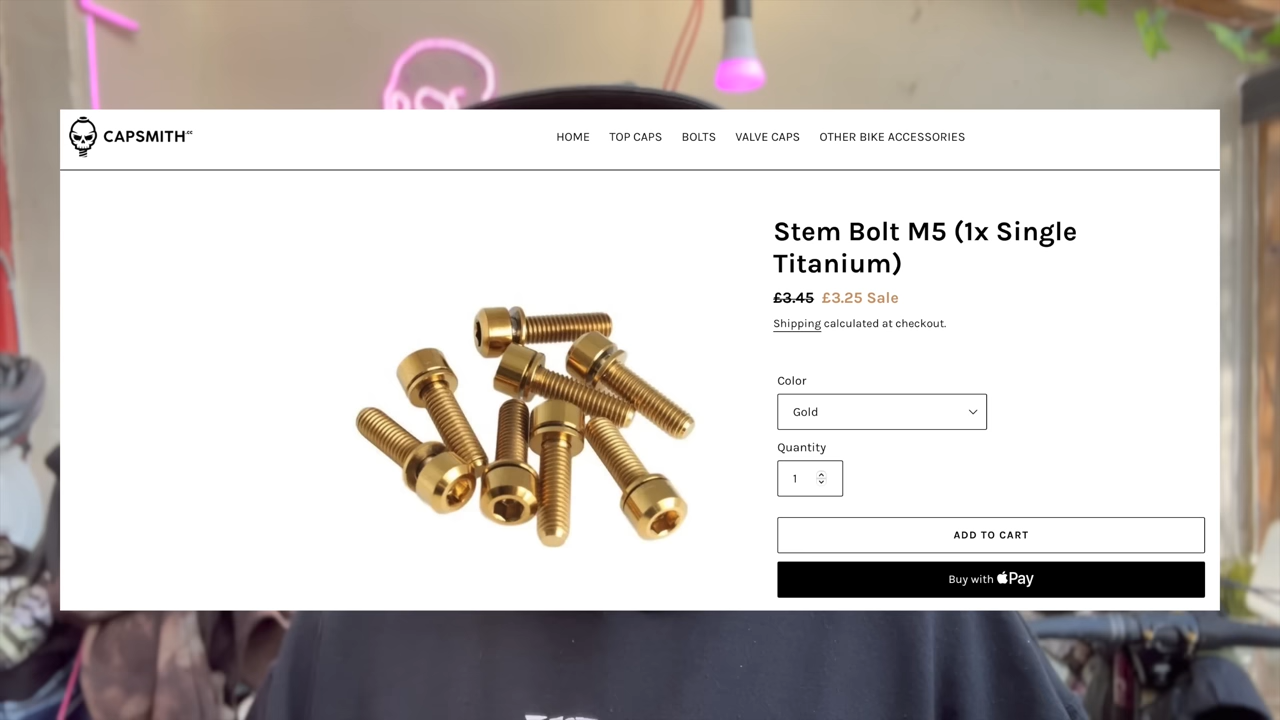 CAPSMITH.cc
HOME TOP CAPS BOLTS VALVE CAPS OTHER BIKE ACCESSORIES
Stem Bolt M5 (1x Single
Titanium)
£3.45 £3.25 Sale
Shipping calculated at checkout.
Color
Gold
Quantity
1
ADD TO CART
Buy with Pay